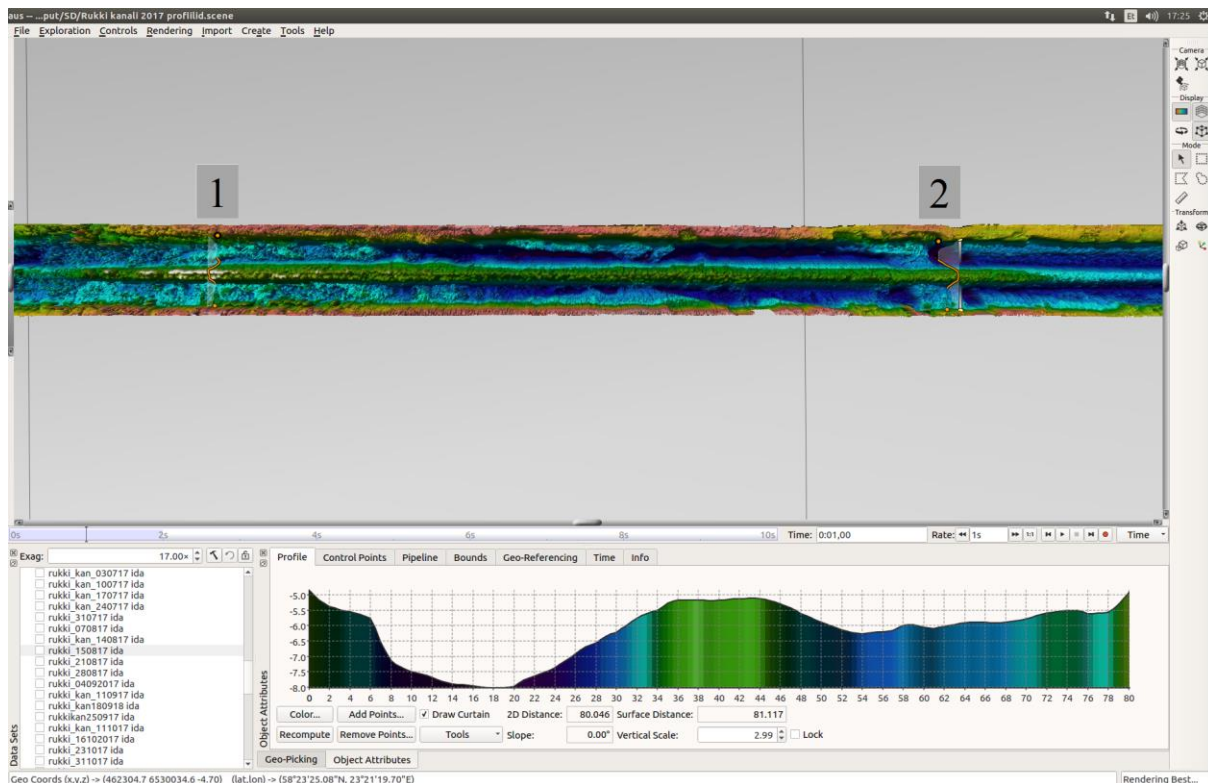 aus -- ...put/SD/Rukki kanali 2017 profiilid.scene
Et
17:25
File Exploration Controls Rendering Import Create Tools Help
Camera
Display
Mode
Transform
1
2
0s 2s 4s 6s 8s 10s Time: 0:01,00 Rate: 1s 1:1 Time
Exag: 17.00×
Profile Control Points Pipeline Bounds Geo-Referencing Time Info
rukki_kan_030717 ida
rukki_kan_100717 ida
rukki_kan_170717 ida
rukki_kan_240717 ida
rukki_310717 ida
rukki_070817 ida
rukki_kan_140817 ida
rukki_150817 ida
rukki_210817 ida
rukki_280817 ida
rukki_04092017 ida
rukki_kan_110917 ida
rukki_kan180918 ida
rukkikan250917 ida
rukki_kan_111017 ida
rukki_16102017 ida
rukki_231017 ida
rukki_311017 ida
Data Sets
Object Attributes
-5.0
-5.5
-6.0
-6.5
-7.0
-7.5
-8.0
0 2 4 6 8 10 12 14 16 18 20 22 24 26 28 30 32 34 36 38 40 42 44 46 48 50 52 54 56 58 60 62 64 66 68 70 72 74 76 78 80
Color... Add Points... Draw Curtain 2D Distance: 80.046 Surface Distance: 81.117
Recompute Remove Points... Tools Slope: 0.00° Vertical Scale: 2.99 Lock
Geo-Picking Object Attributes
Geo Coords (x,y,z) -> (462304.7 6530034.6 -4.70) (lat,lon) -> (58°23'25.08"N, 23°21'19.70"E)
Rendering Best...